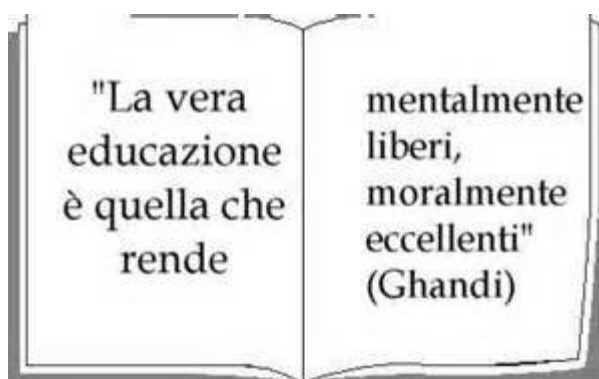 "La vera
educazione
è quella che
rende
mentalmente
liberi,
moralmente
eccellenti"
(Ghandi)